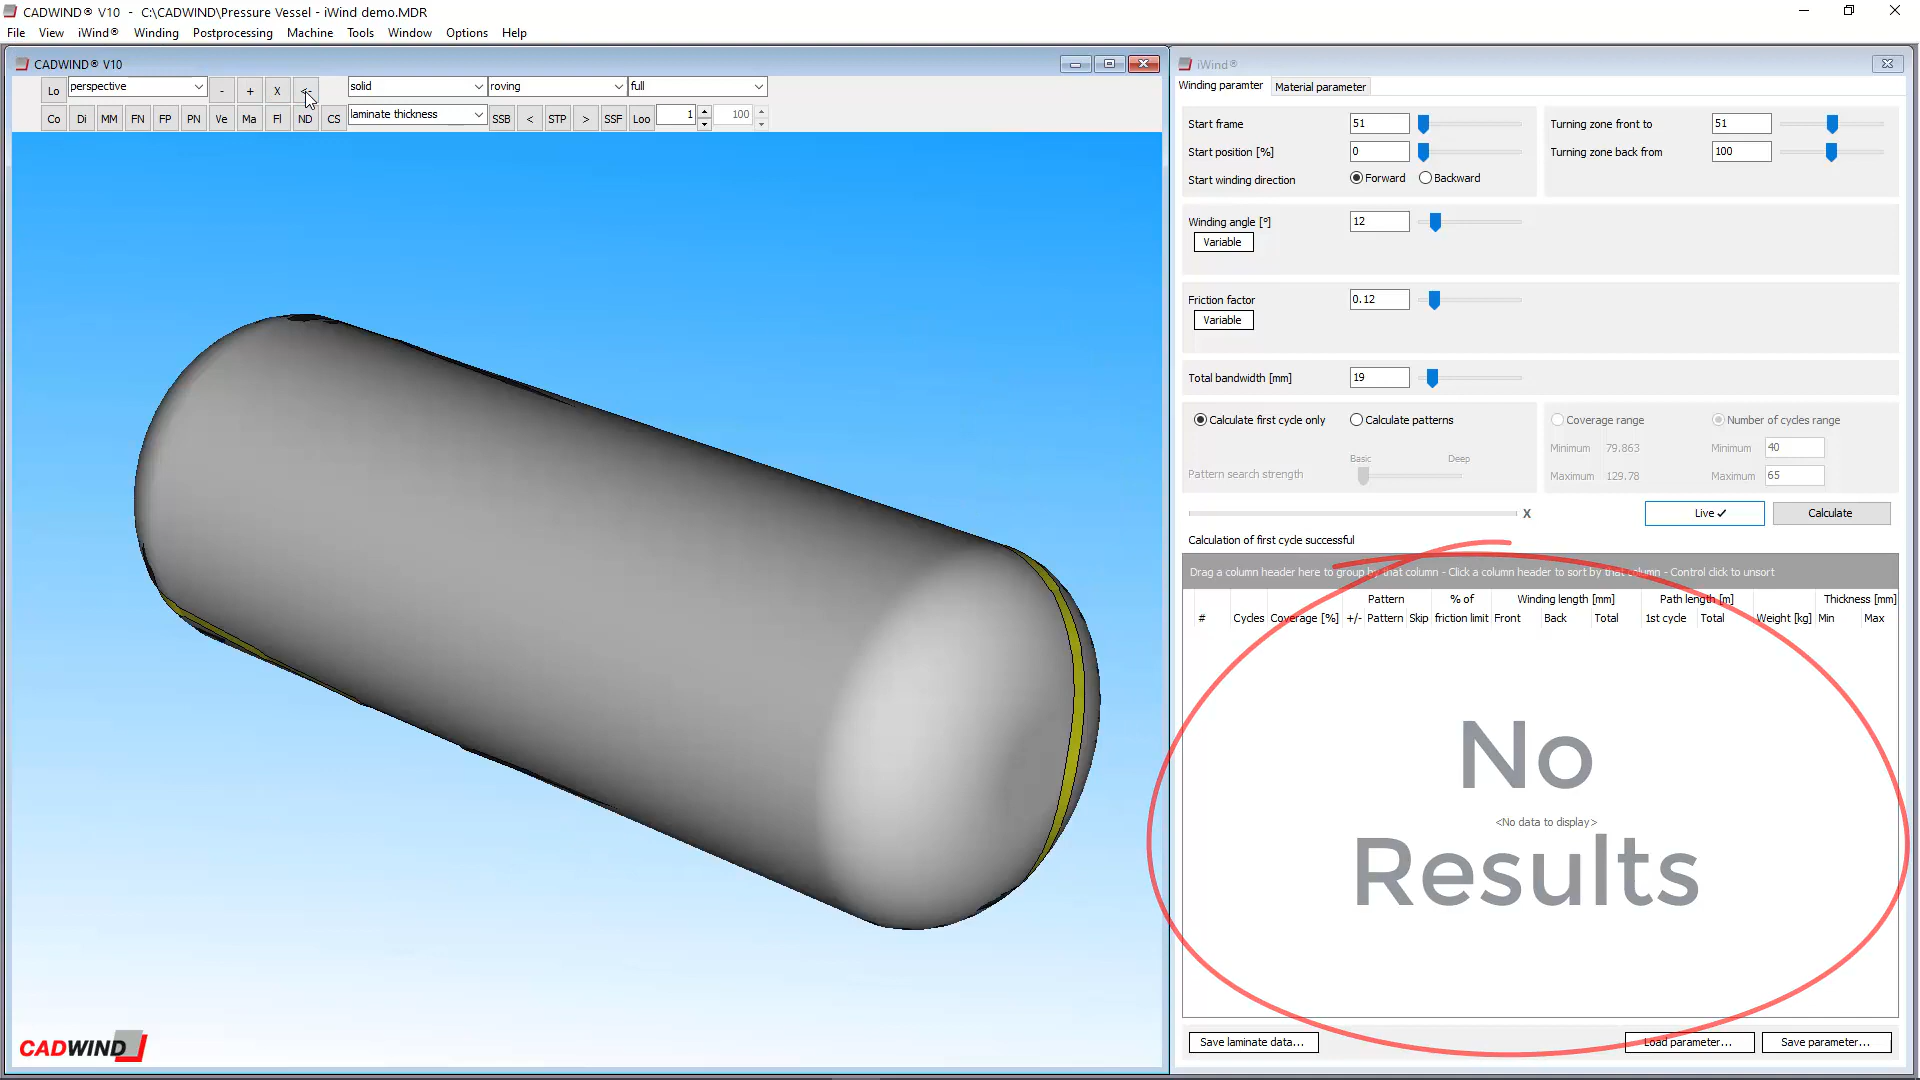 CADWIND® V10 - C:\CADWIND\Pressure Vessel - iWind demo.MDR
File View iWind® Winding Postprocessing Machine Tools Window Options Help
CADWIND® V10
Lo perspective - + X <- solid roving full
Co Di MM FN FP PN Ve Ma Fl ND CS laminate thickness SSB < STP > SSF Loo 1 100
CADWIND
iWind®
Winding paramter Material parameter
Start frame 51 Turning zone front to 51
Start position [%] 0 Turning zone back from 100
Start winding direction Forward Backward
Winding angle [°] 12
Variable
Friction factor 0.12
Variable
Total bandwidth [mm] 19
Calculate first cycle only Calculate patterns Coverage range Number of cycles range
Minimum 79.863 Minimum 40
Basic Deep
Pattern search strength Maximum 129.78 Maximum 65
X Live ✓ Calculate
Calculation of first cycle successful
Drag a column header here to group by that column - Click a column header to sort by that column - Control click to unsort
Pattern % of Winding length [mm] Path length [m] Thickness [mm]
# Cycles Coverage [%] +/- Pattern Skip friction limit Front Back Total 1st cycle Total Weight [kg] Min Max
No
<No data to display>
Results
Save laminate data... Load parameter... Save parameter...